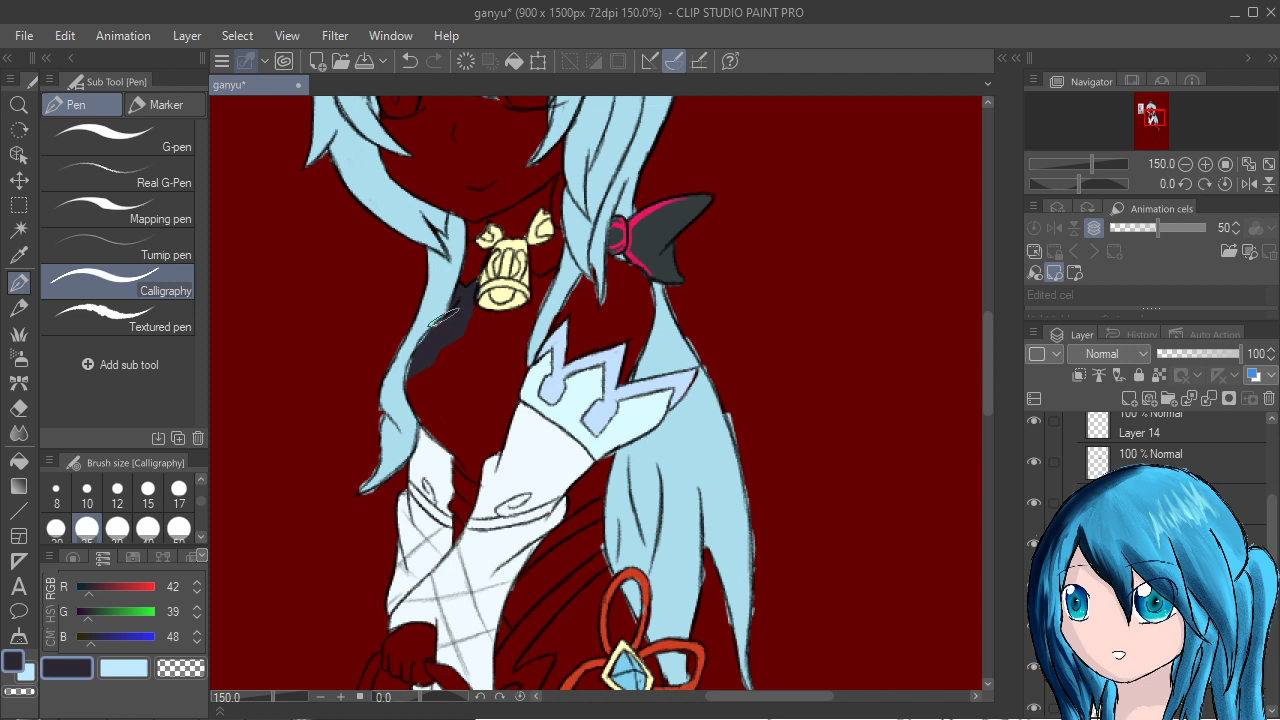 ganyu* (900 x 1500px 72dpi 150.0%) - CLIP STUDIO PAINT PRO
File Edit Animation Layer Select View Filter Window Help
Sub Tool [Pen]
Pen Marker
G-pen
Real G-Pen
Mapping pen
Turnip pen
Calligraphy
Textured pen
Add sub tool
Brush size [Calligraphy]
8 10 12 15 17
50
RGB
R 42
G 39
B 48
ganyu*
150.0 0.0
Navigator
150.0
0.0
Animation cels
50
Edited cel
Layer History Auto Action
Normal 100
100 % Normal
Layer 14
100 % Normal